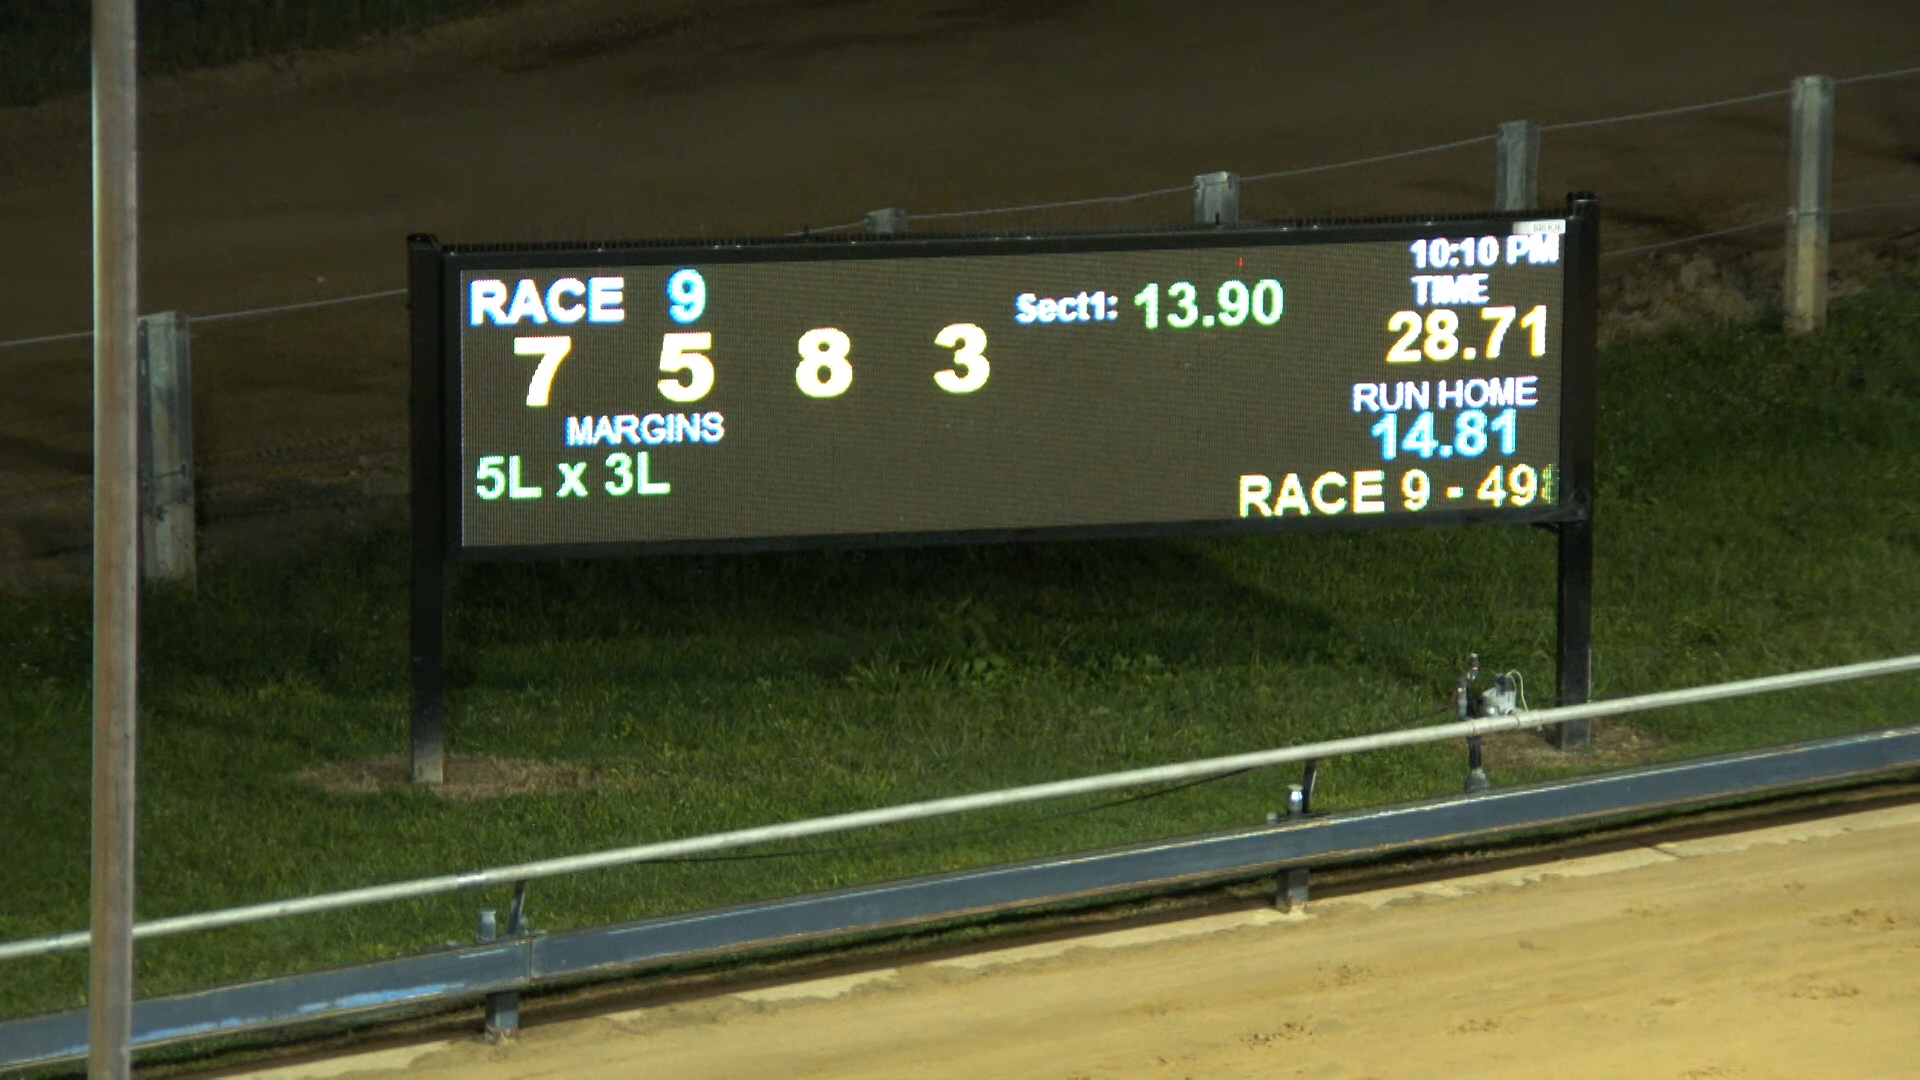 10:10 PM
RACE 9
Sect1: 13.90
TIME
28.71
7 5 8 3
RUN HOME
14.81
MARGINS
5L x 3L
RACE 9 - 49